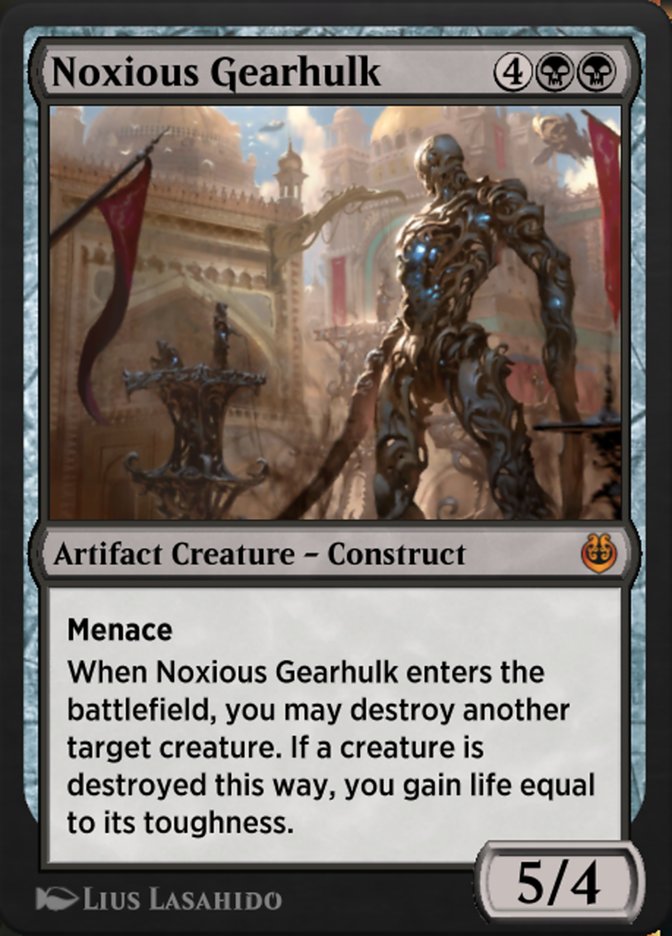 Noxious Gearhulk 4
Artifact Creature – Construct
Menace
When Noxious Gearhulk enters the
battlefield, you may destroy another
target creature. If a creature is
destroyed this way, you gain life equal
to its toughness.
5/4
Lius Lasahido